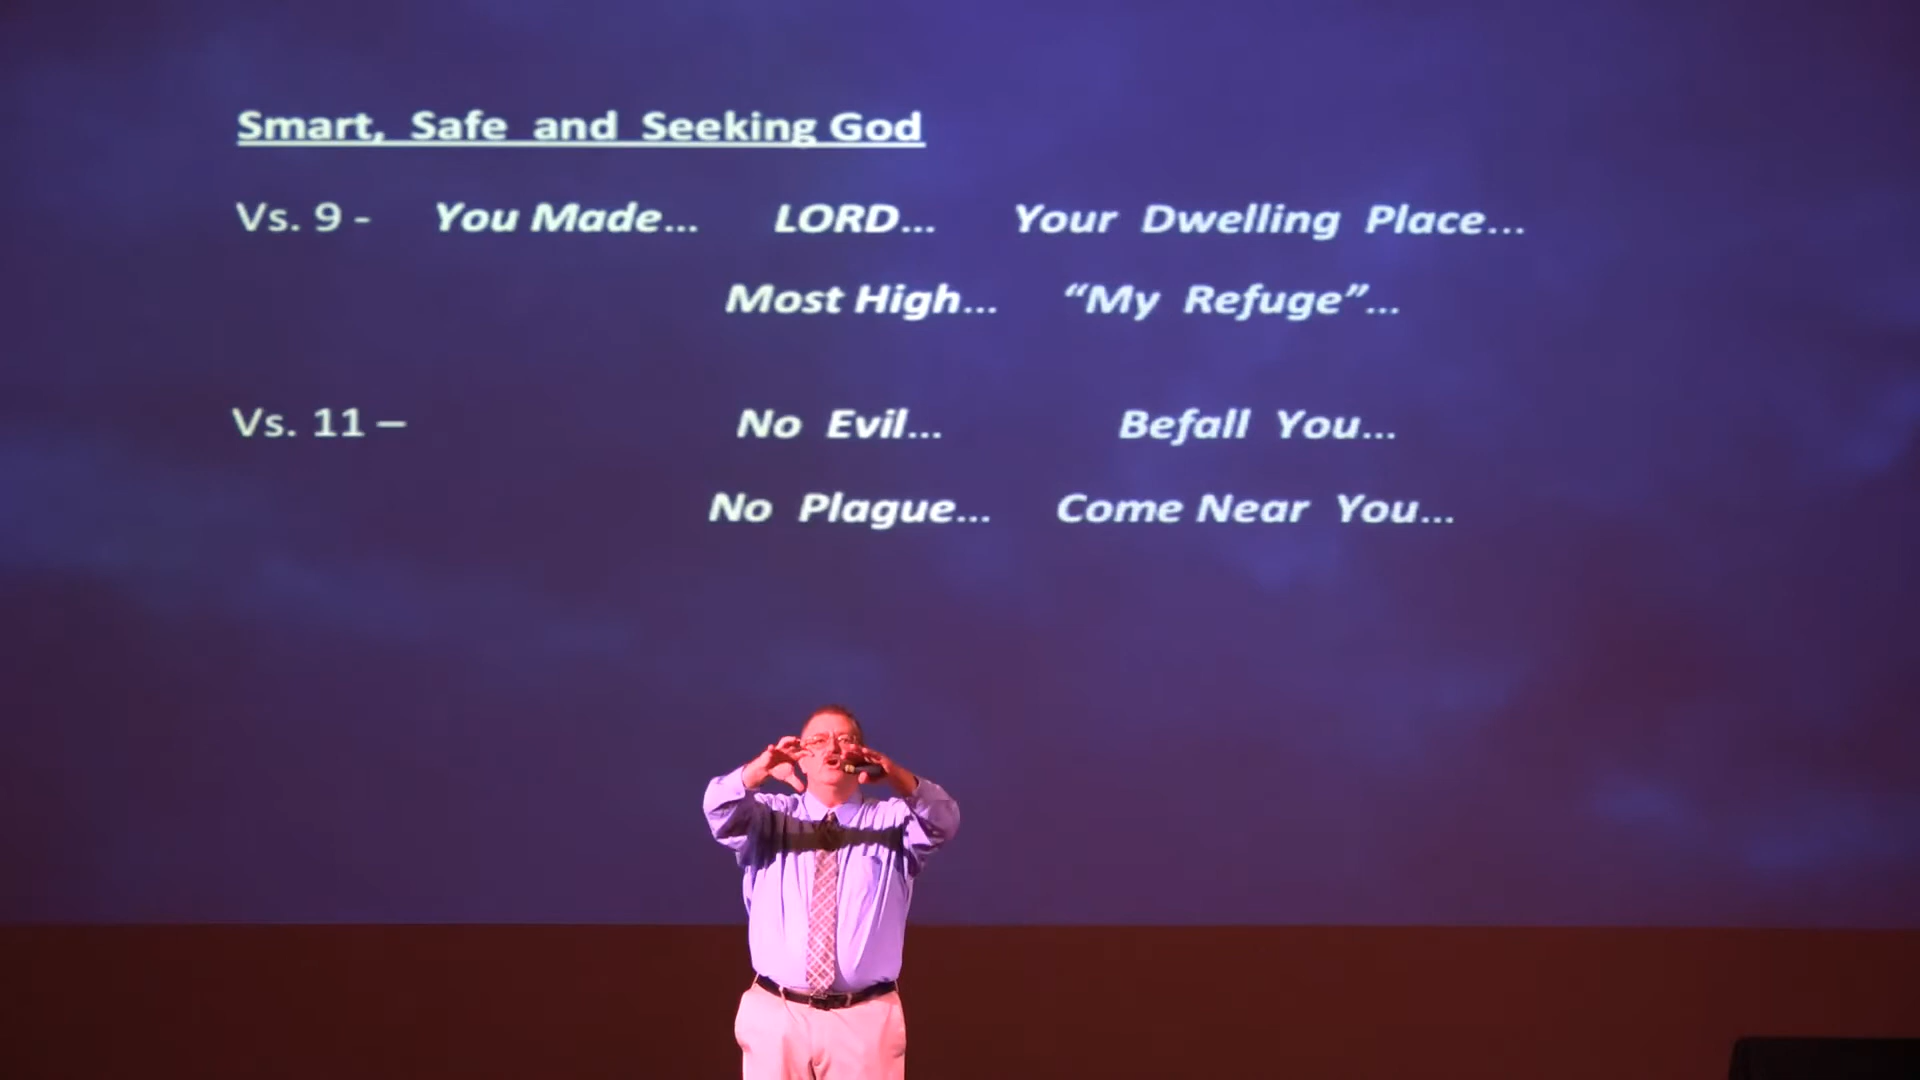 Smart, Safe and Seeking God
Vs. 9 - You Made... LORD... Your Dwelling Place...
Most High... “My Refuge”...
Vs. 11 – No Evil... Befall You...
No Plague... Come Near You...